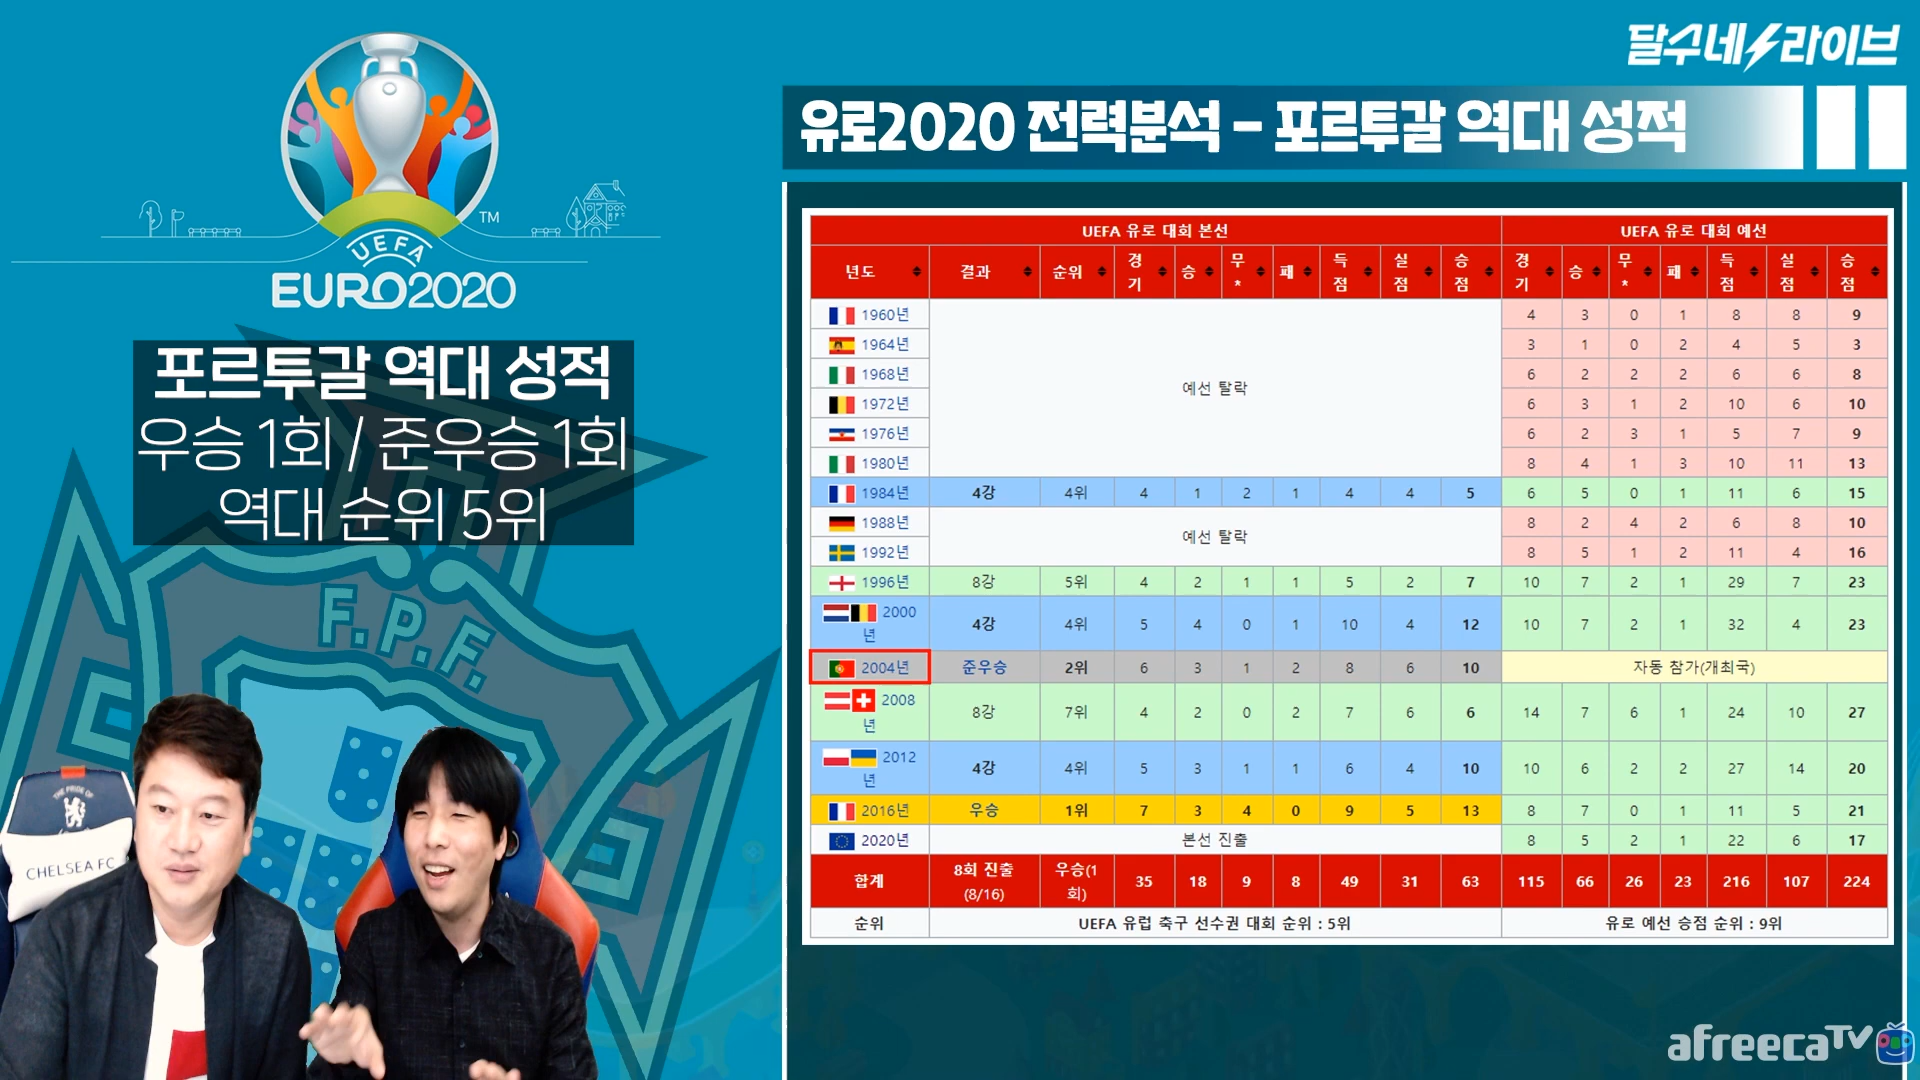 달수네라이브
유로2020 전력분석 - 포르투갈 역대 성적
TM
UEFA
EURO2020
포르투갈 역대 성적
우승 1회 / 준우승 1회
역대 순위 5위
F.P.F.
UEFA 유로 대회 본선 UEFA 유로 대회 예선
년도 결과 순위 경기 승 무* 패 득점 실점 승점 경기 승 무* 패 득점 실점 승점
1960년 예선 탈락 4 3 0 1 8 8 9
1964년 3 1 0 2 4 5 3
1968년 6 2 2 2 6 6 8
1972년 6 3 1 2 10 6 10
1976년 6 2 3 1 5 7 9
1980년 8 4 1 3 10 11 13
1984년 4강 4위 4 1 2 1 4 4 5 6 5 0 1 11 6 15
1988년 예선 탈락 8 2 4 2 6 8 10
1992년 8 5 1 2 11 4 16
1996년 8강 5위 4 2 1 1 5 2 7 10 7 2 1 29 7 23
2000년 4강 4위 5 4 0 1 10 4 12 10 7 2 1 32 4 23
2004년 준우승 2위 6 3 1 2 8 6 10 자동 참가(개최국)
2008년 8강 7위 4 2 0 2 7 6 6 14 7 6 1 24 10 27
2012년 4강 4위 5 3 1 1 6 4 10 10 6 2 2 27 14 20
2016년 우승 1위 7 3 4 0 9 5 13 8 7 0 1 11 5 21
2020년 본선 진출 8 5 2 1 22 6 17
합계 8회 진출 (8/16) 우승(1회) 35 18 9 8 49 31 63 115 66 26 23 216 107 224
순위 UEFA 유럽 축구 선수권 대회 순위 : 5위 유로 예선 승점 순위 : 9위
THE PRIDE OF
CHELSEA FC
afreecaTV